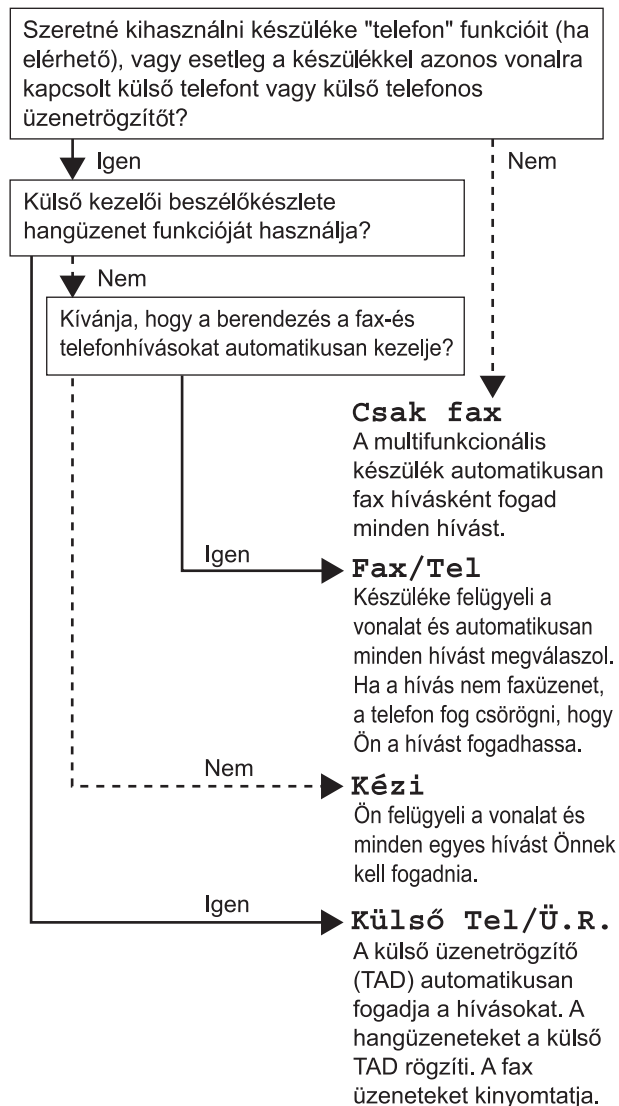 Szeretné kihasználni készüléke "telefon" funkcióit (ha
elérhető), vagy esetleg a készülékkel azonos vonalra
kapcsolt külső telefont vagy külső telefonos
üzenetrögzítőt?
Igen
Nem
Külső kezelői beszélőkészlete
hangüzenet funkcióját használja?
Nem
Kívánja, hogy a berendezés a fax-és
telefonhívásokat automatikusan kezelje?
Csak fax
A multifunkcionális
készülék automatikusan
fax hívásként fogad
minden hívást.
Igen
Fax/Tel
Készüléke felügyeli a
vonalat és automatikusan
minden hívást megválaszol.
Ha a hívás nem faxüzenet,
a telefon fog csörögni, hogy
Ön a hívást fogadhassa.
Nem
Kézi
Ön felügyeli a vonalat és
minden egyes hívást Önnek
kell fogadnia.
Igen
Külső Tel/Ü.R.
A külső üzenetrögzítő
(TAD) automatikusan
fogadja a hívásokat. A
hangüzeneteket a külső
TAD rögzíti. A fax
üzeneteket kinyomtatja.